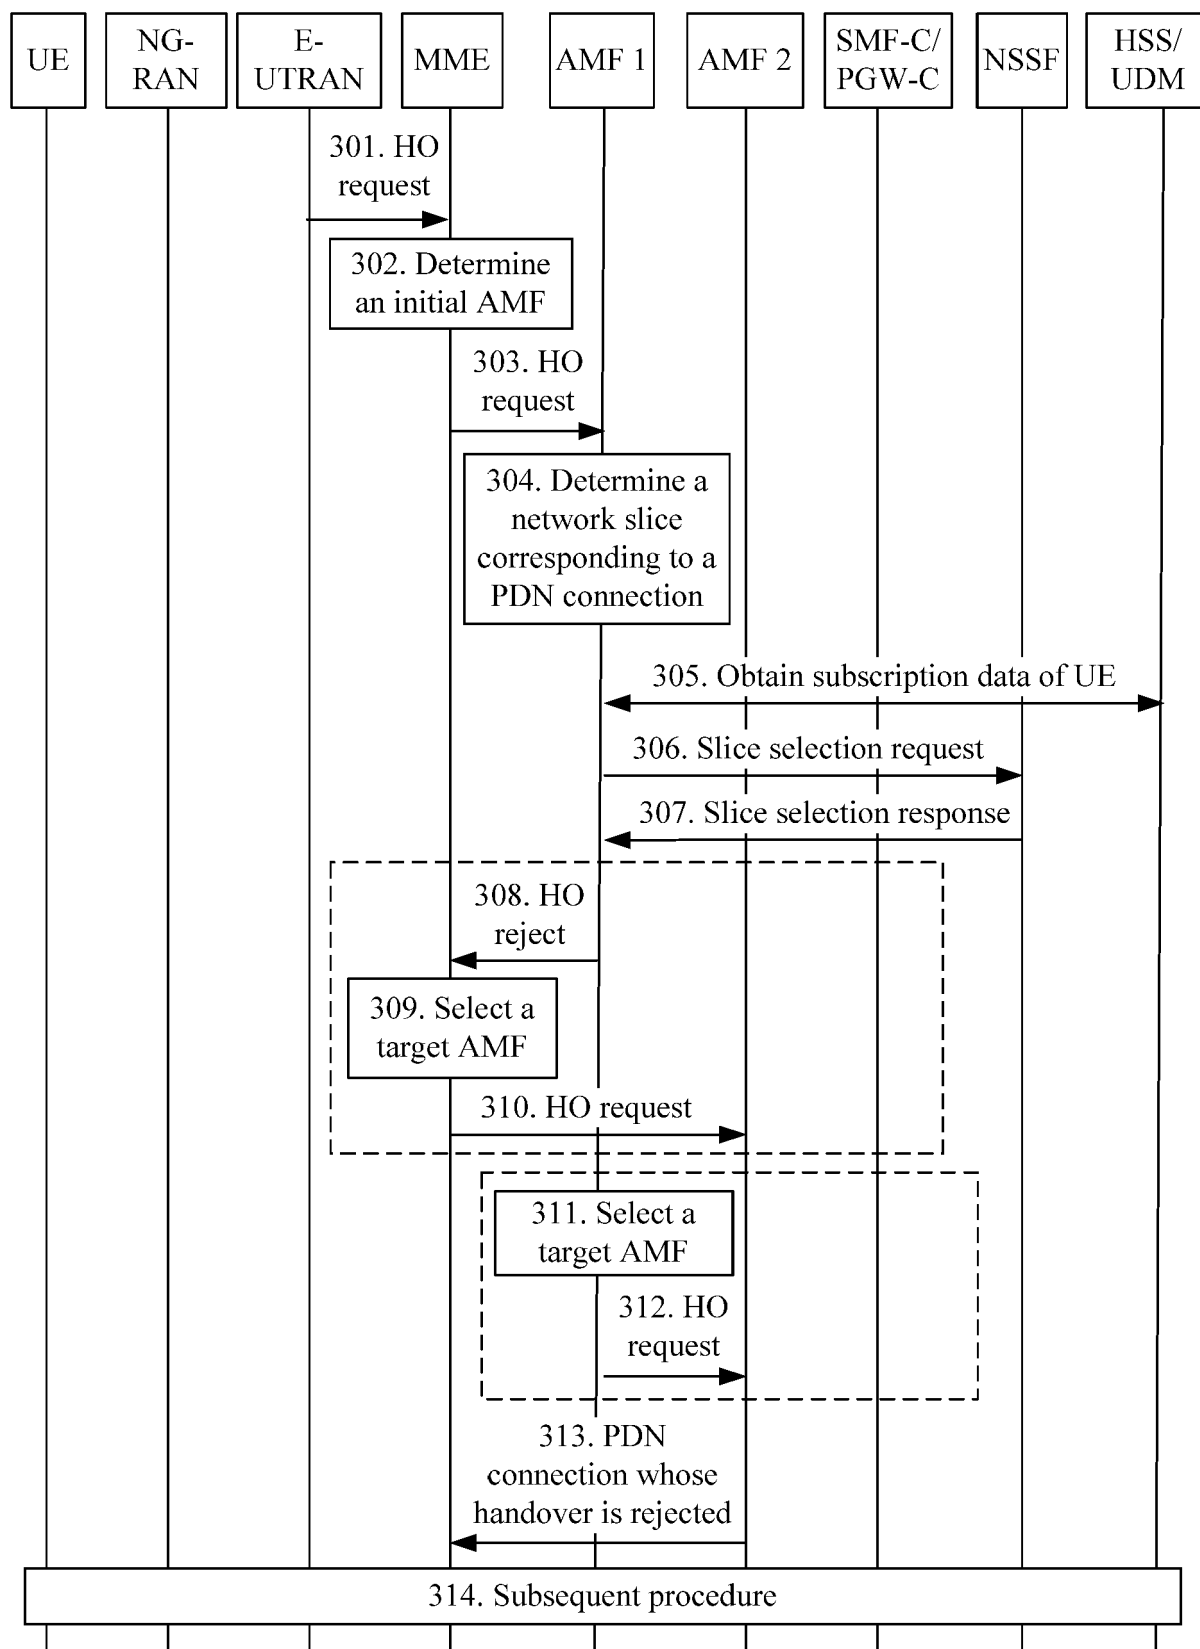 UE
NG-
RAN
E-
UTRAN
MME
AMF 1
AMF 2
SMF-C/
PGW-C
NSSF
HSS/
UDM
301. HO
request
302. Determine
an initial AMF
303. HO
request
304. Determine a
network slice
corresponding to a
PDN connection
305. Obtain subscription data of UE
306. Slice selection request
307. Slice selection response
308. HO
reject
309. Select a
target AMF
310. HO request
311. Select a
target AMF
312. HO
request
313. PDN
connection whose
handover is rejected
314. Subsequent procedure